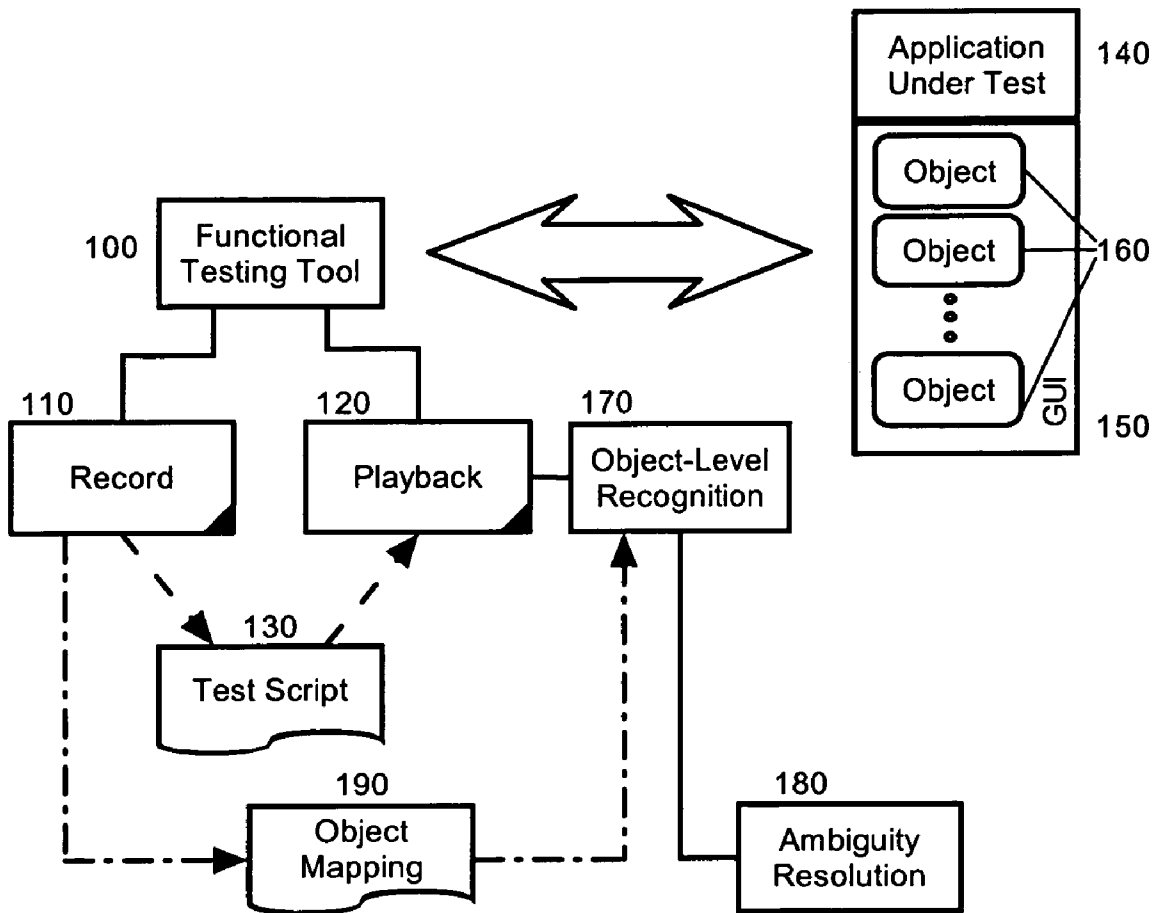 Application
Under Test
140
Object
Object
160
Object
GUI
150
100
Functional
Testing Tool
110
Record
120
Playback
170
Object-Level
Recognition
130
Test Script
190
Object
Mapping
180
Ambiguity
Resolution